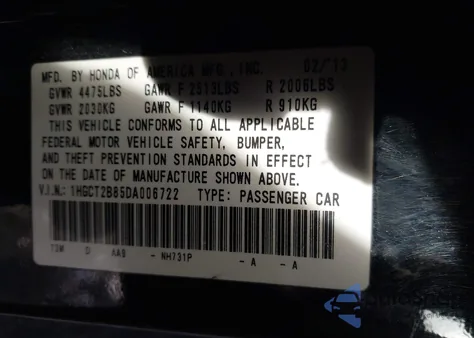 MFD. BY HONDA OF AMERICA MFG., INC. 02/13
GVWR 4475LBS GAWR F 2513LBS R 2006LBS
GVWR 2030KG GAWR F 1140KG R 910KG
THIS VEHICLE CONFORMS TO ALL APPLICABLE
FEDERAL MOTOR VEHICLE SAFETY, BUMPER,
AND THEFT PREVENTION STANDARDS IN EFFECT
ON THE DATE OF MANUFACTURE SHOWN ABOVE.
V.I.N.: 1HGCT2B85DA006722 TYPE: PASSENGER CAR
NH731P - A - A